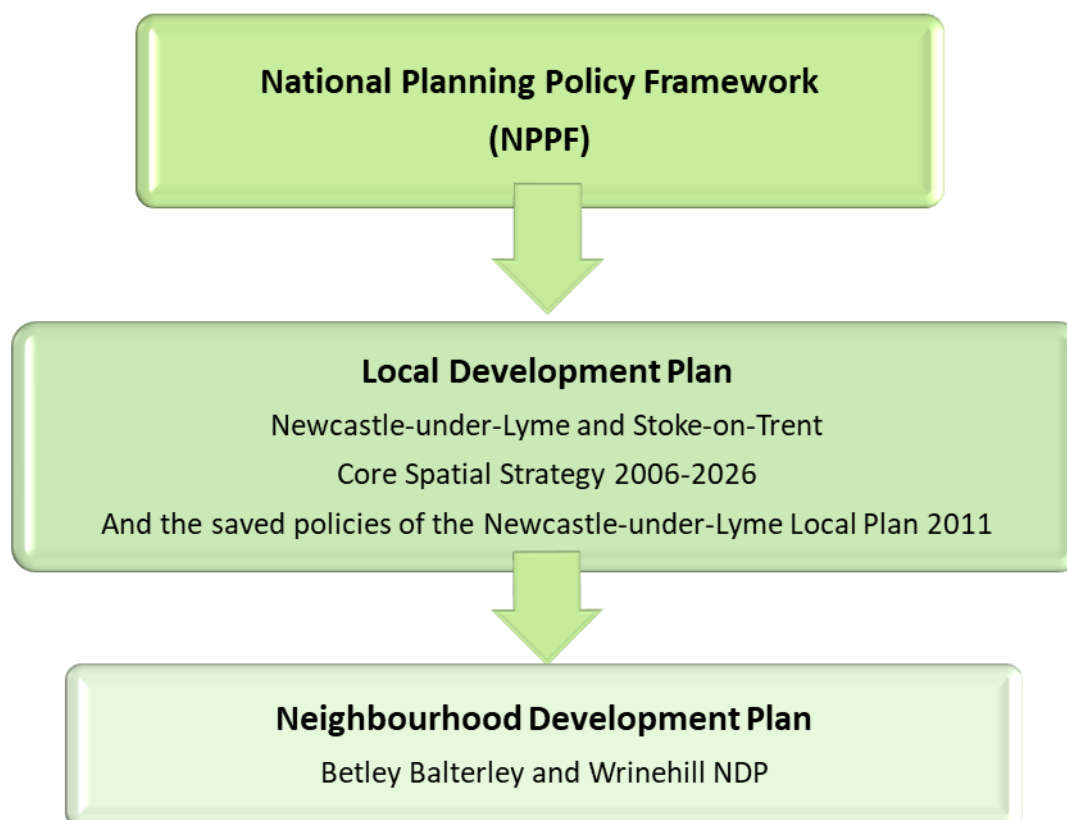 National Planning Policy Framework
(NPPF)
Local Development Plan
Newcastle-under-Lyme and Stoke-on-Trent
Core Spatial Strategy 2006-2026
And the saved policies of the Newcastle-under-Lyme Local Plan 2011
Neighbourhood Development Plan
Betley Balterley and Wrinehill NDP